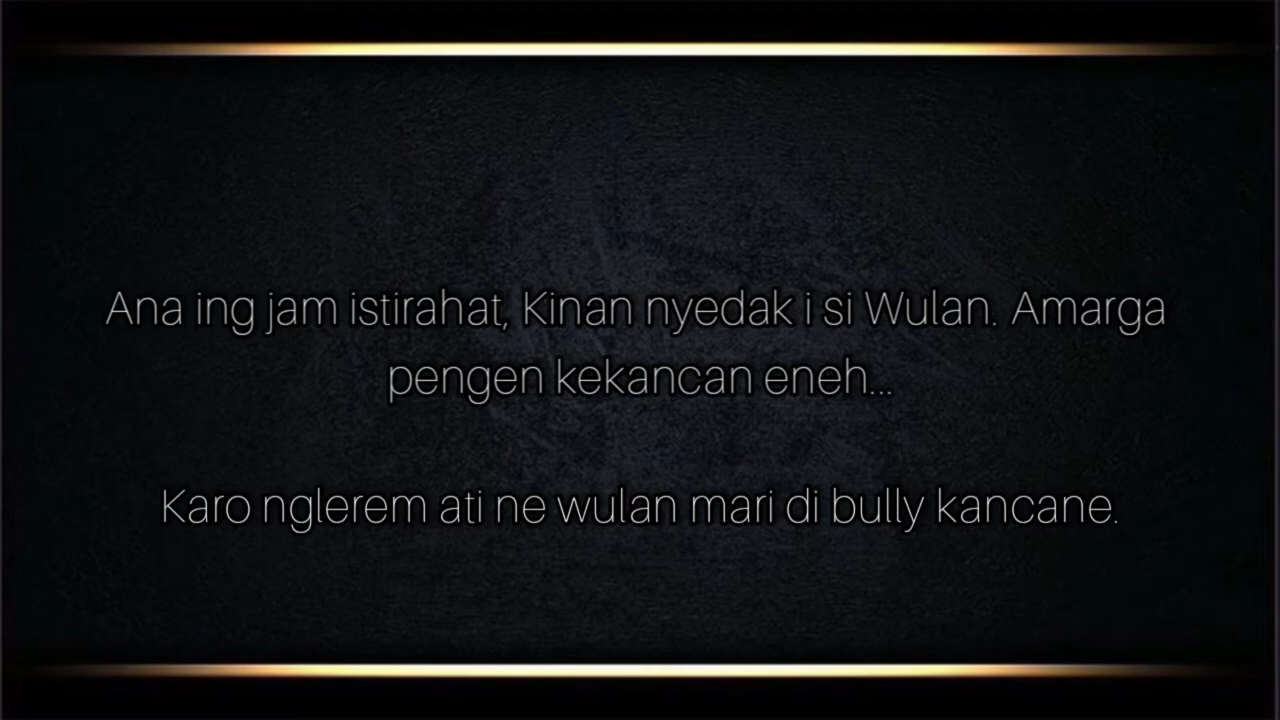 Ana ing jam istirahat, Kinan nyedak i si Wulan. Amarga
pengen kekancan eneh...
Karo nglerem ati ne wulan mari di bully kancane.